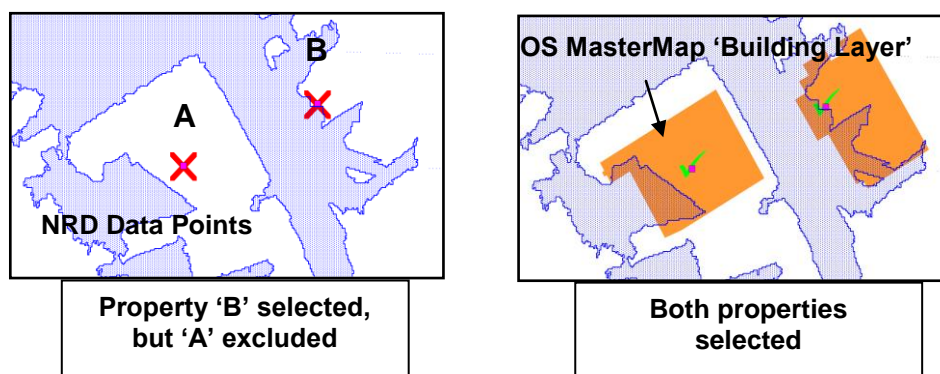 A
B
NRD Data Points
Property ‘B’ selected,
but ‘A’ excluded
OS MasterMap ‘Building Layer’
Both properties
selected